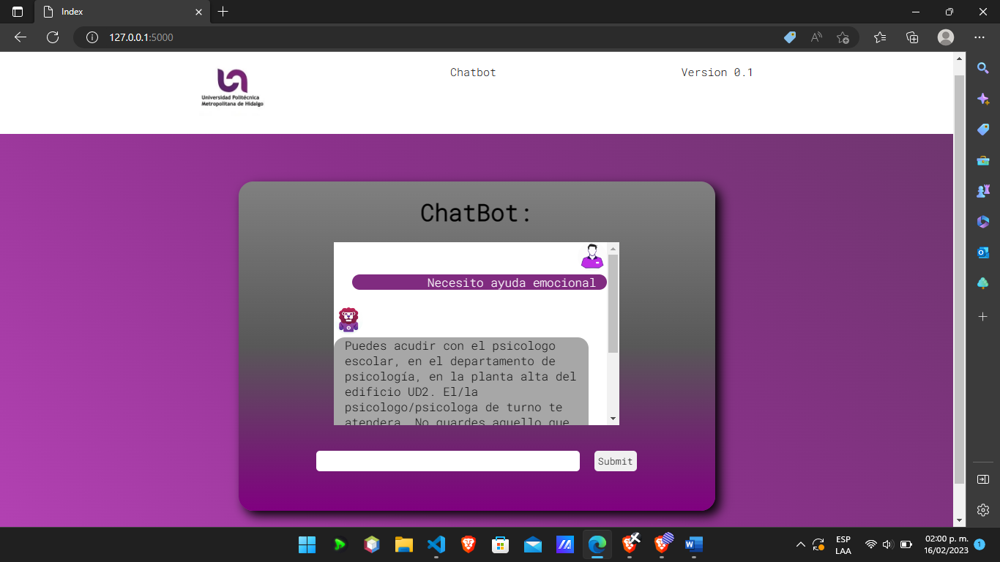 Index
127.0.0.1:5000
Universidad Politécnica
Metropolitana de Hidalgo
Chatbot
Version 0.1
ChatBot:
Necesito ayuda emocional
Puedes acudir con el psicologo
escolar, en el departamento de
psicología, en la planta alta del
edificio UD2. El/la
psicologo/psicologa de turno te
atendera. No guardes aquello que
Submit
ESP
LAA
02:00 p. m.
16/02/2023
1